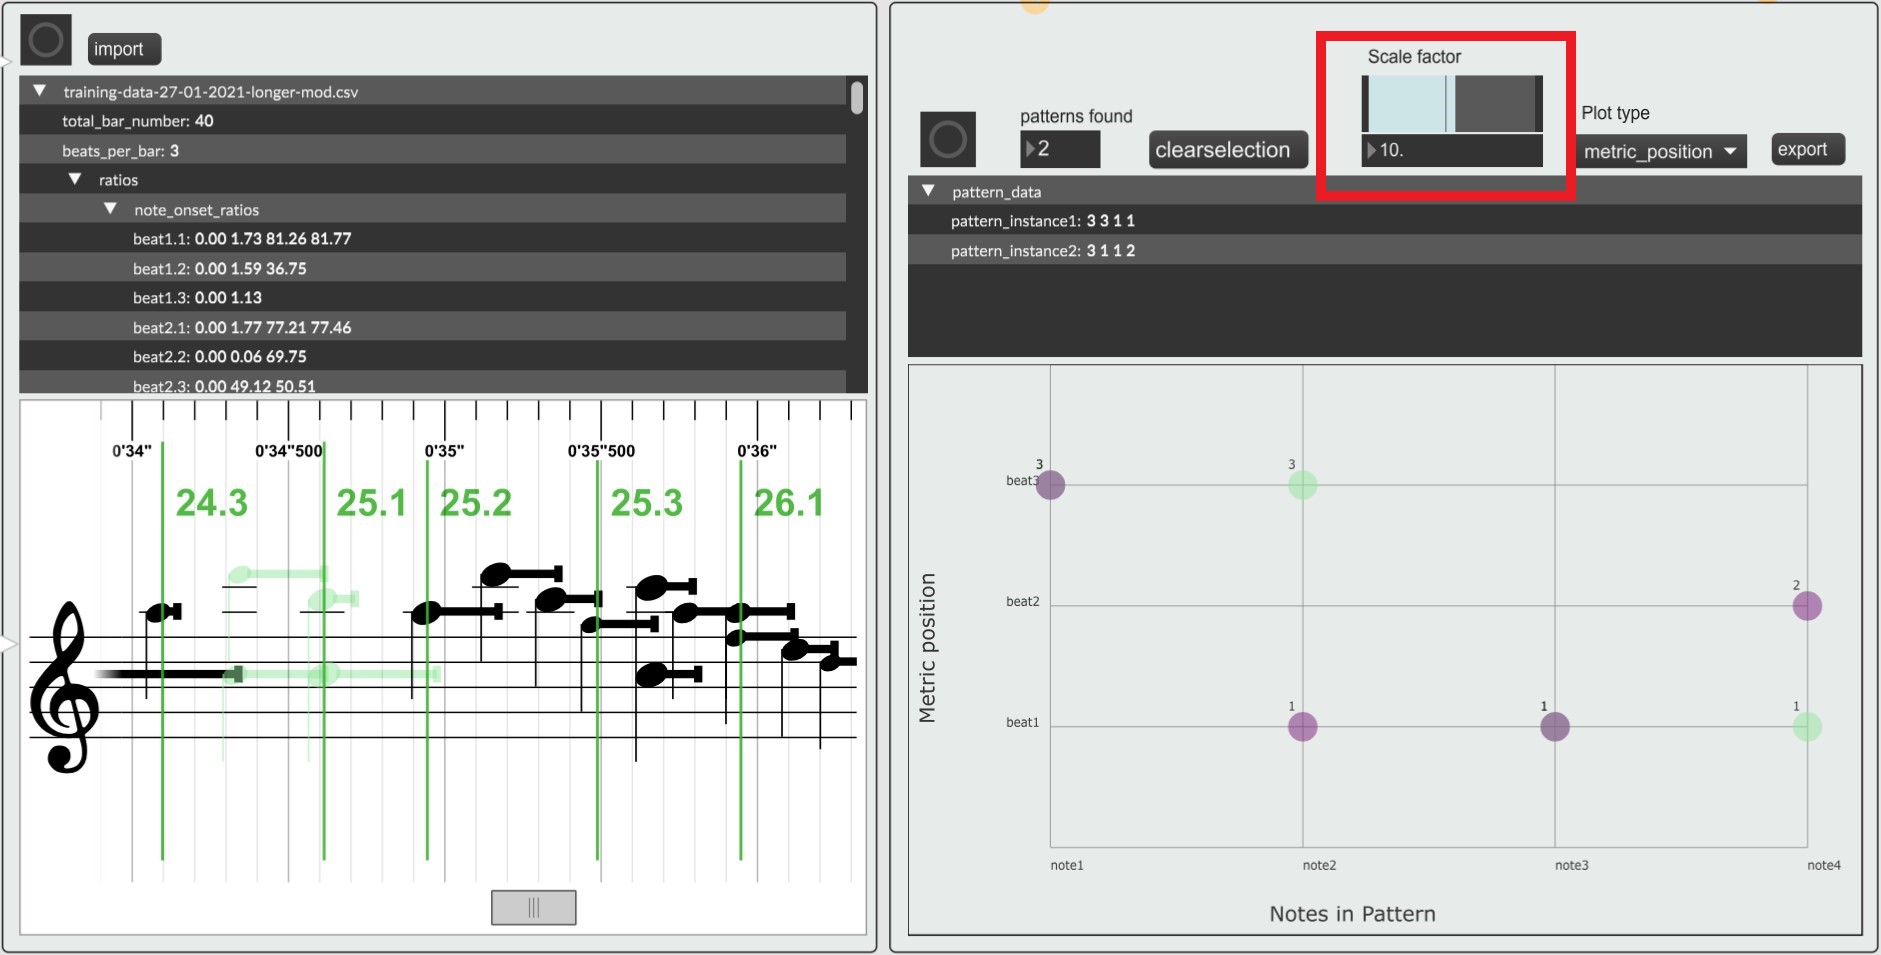 import
training-data-27-01-2021-longer-mod.csv
total_bar_number: 40
beats_per_bar: 3
ratios
note_onset_ratios
beat1.1: 0.00 1.73 81.26 81.77
beat1.2: 0.00 1.59 36.75
beat1.3: 0.00 1.13
beat2.1: 0.00 1.77 77.21 77.46
beat2.2: 0.00 0.06 69.75
beat2.3: 0.00 49.12 50.51
0'34" 0'34"500 0'35" 0'35"500 0'36"
24.3 25.1 25.2 25.3 26.1
Scale factor
patterns found
Plot type
2
clearselection
10.
metric_position
export
pattern_data
pattern_instance1: 3 3 1 1
pattern_instance2: 3 1 1 2
3 3
beat3
2
beat2
1 1 1
beat1
Metric position
note1 note2 note3 note4
Notes in Pattern